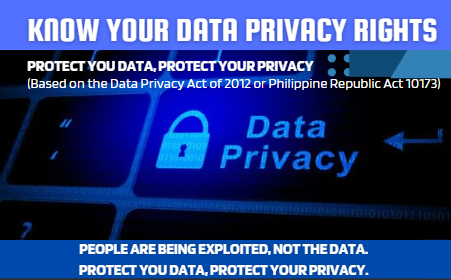 KNOW YOUR DATA PRIVACY RIGHTS
PROTECT YOU DATA, PROTECT YOUR PRIVACY
(Based on the Data Privacy Act of 2012 or Philippine Republic Act 10173)
Data
Privacy
PEOPLE ARE BEING EXPLOITED, NOT THE DATA.
PROTECT YOU DATA, PROTECT YOUR PRIVACY.